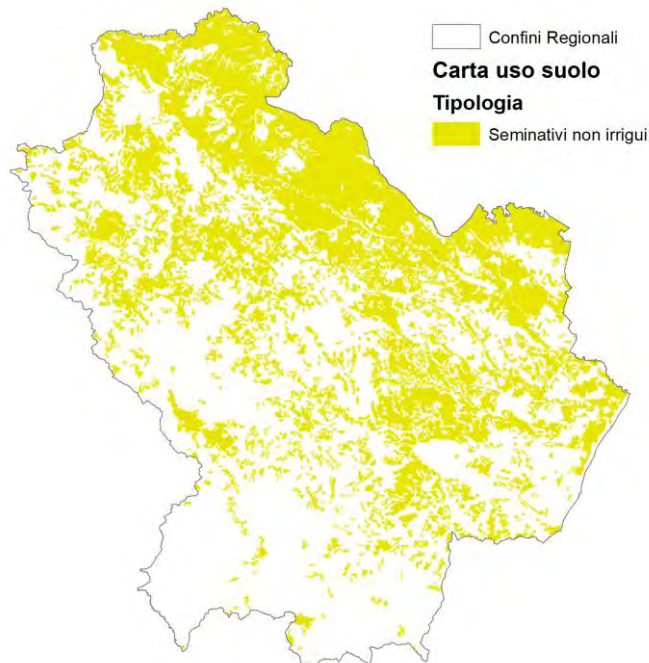 Confini Regionali
Carta uso suolo
Tipologia
Seminativi non irrigui